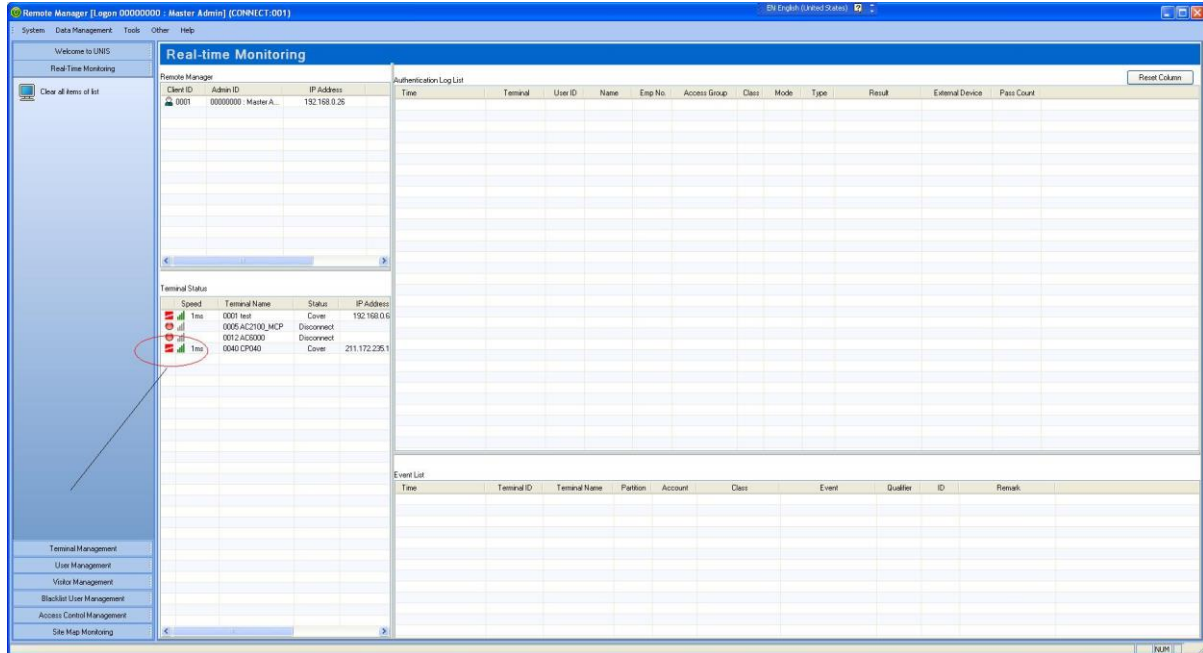 Remote Manager [Logon 00000000 : Master Admin] (CONNECT:001)
EN English (United States)
System Data Management Tools Other Help
Welcome to UNIS
Real-Time Monitoring
Clear all items of list
Real-time Monitoring
Remote Manager
Client ID Admin ID IP Address
0001 00000000 : Master A... 192.168.0.26
Terminal Status
Speed Terminal Name Status IP Address
1ms 0001 test Cover 192.168.0.6
0005 AC2100_MCP Disconnect
0012 AC6000 Disconnect
1ms 0040 CP040 Cover 211.172.235.1
Authentication Log List
Reset Column
Time Terminal User ID Name Emp No. Access Group Class Mode Type Result External Device Pass Count
Event List
Time Terminal ID Terminal Name Partition Account Class Event Qualifier ID Remark
Terminal Management
User Management
Visitor Management
Blacklist User Management
Access Control Management
Site Map Monitoring
NUM